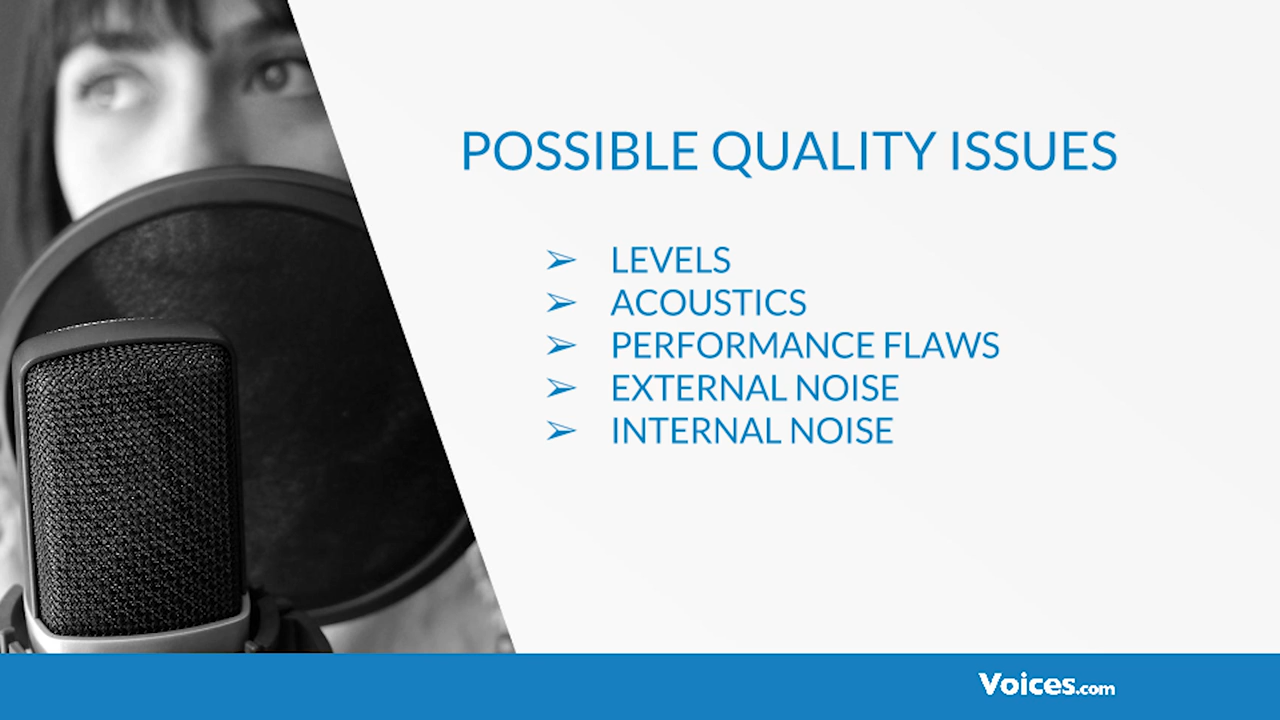 POSSIBLE QUALITY ISSUES
➢ LEVELS
➢ ACOUSTICS
➢ PERFORMANCE FLAWS
➢ EXTERNAL NOISE
➢ INTERNAL NOISE
Voices.com